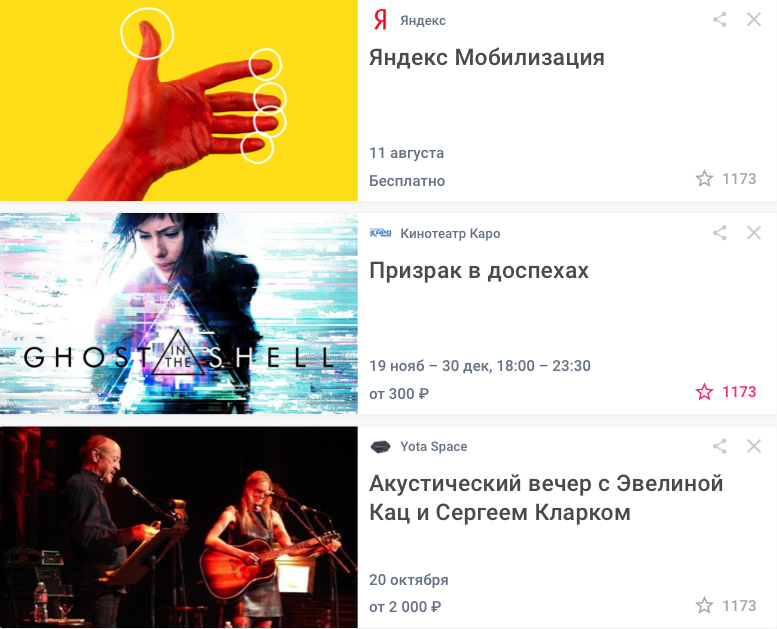 Яндекс
Яндекс Мобилизация
11 августа
Бесплатно
1173
КАРО
Кинотеатр Каро
Призрак в доспехах
GHOST IN THE SHELL
19 нояб – 30 дек, 18:00 – 23:30
от 300 ₽
1173
Yota Space
Акустический вечер с Эвелиной
Кац и Сергеем Кларком
20 октября
от 2 000 ₽
1173